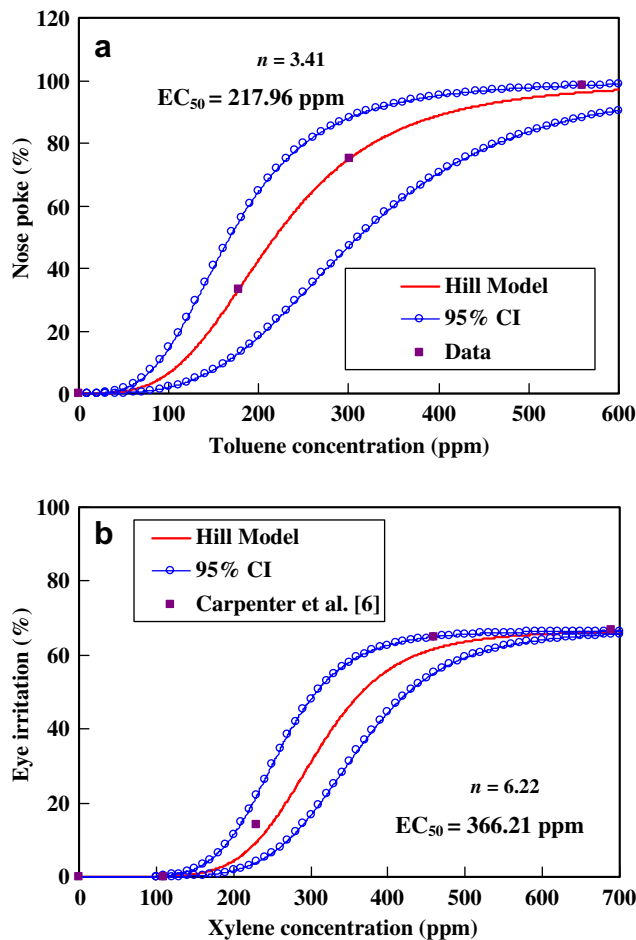 120
100
80
60
40
20
0
Nose poke (%)
a
n = 3.41
EC50 = 217.96 ppm
Hill Model
95% CI
Data
0 100 200 300 400 500 600
Toluene concentration (ppm)
100
80
60
40
20
0
Eye irritation (%)
b
Hill Model
95% CI
Carpenter et al. [6]
n = 6.22
EC50 = 366.21 ppm
0 100 200 300 400 500 600 700
Xylene concentration (ppm)